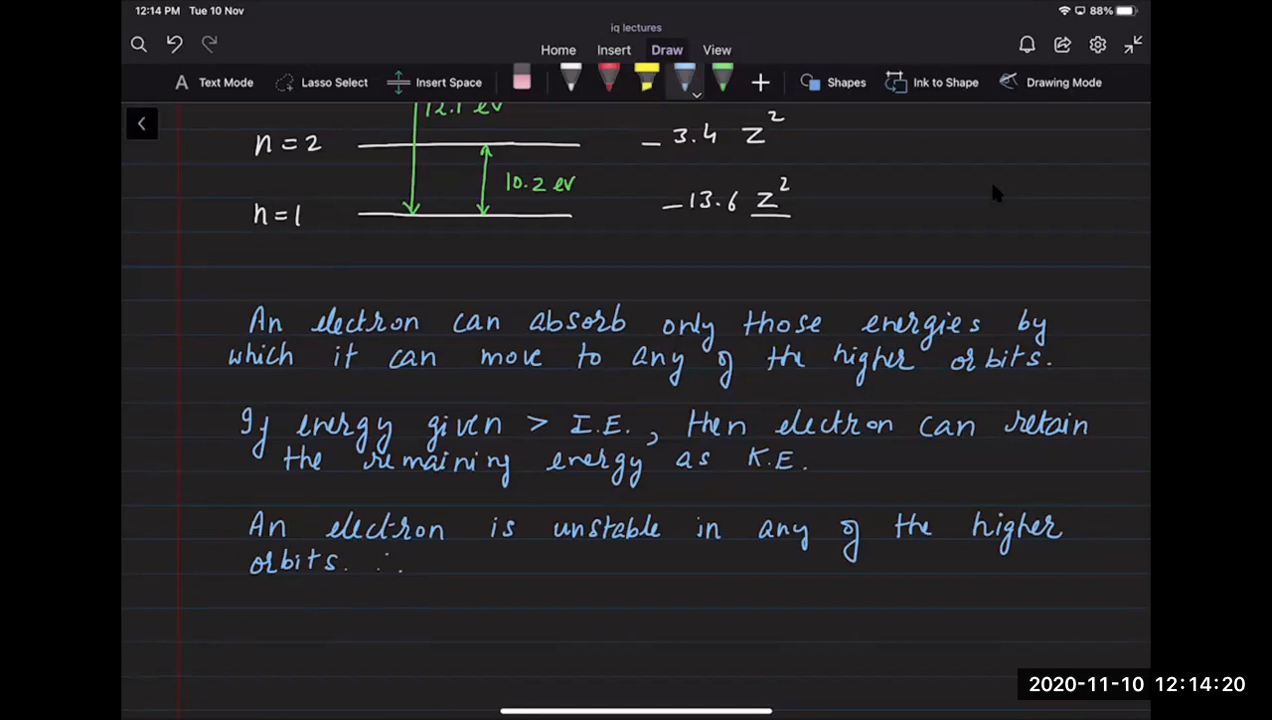 12:14 PM Tue 10 Nov 88%
iq lectures
Home Insert Draw View
Text Mode Lasso Select Insert Space Shapes Ink to Shape Drawing Mode
12.1 ev
n = 2 - 3.4 Z²
10.2 ev
n = 1 - 13.6 Z²
An electron can absorb only those energies by
which it can move to any of the higher orbits.
If energy given > I.E., then electron can retain
the remaining energy as K.E.
An electron is unstable in any of the higher
orbits. ∴
2020-11-10 12:14:20